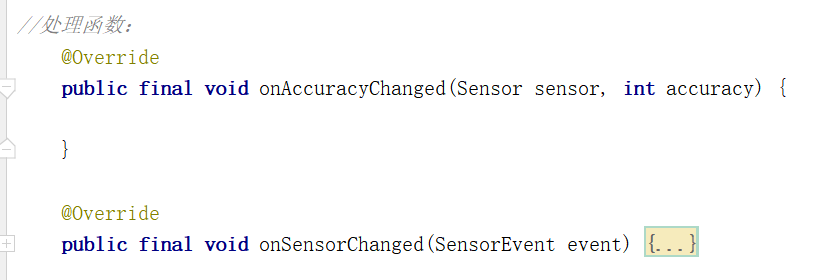 //处理函数:
@Override
public final void onAccuracyChanged(Sensor sensor, int accuracy) {
}
@Override
public final void onSensorChanged(SensorEvent event) {...}